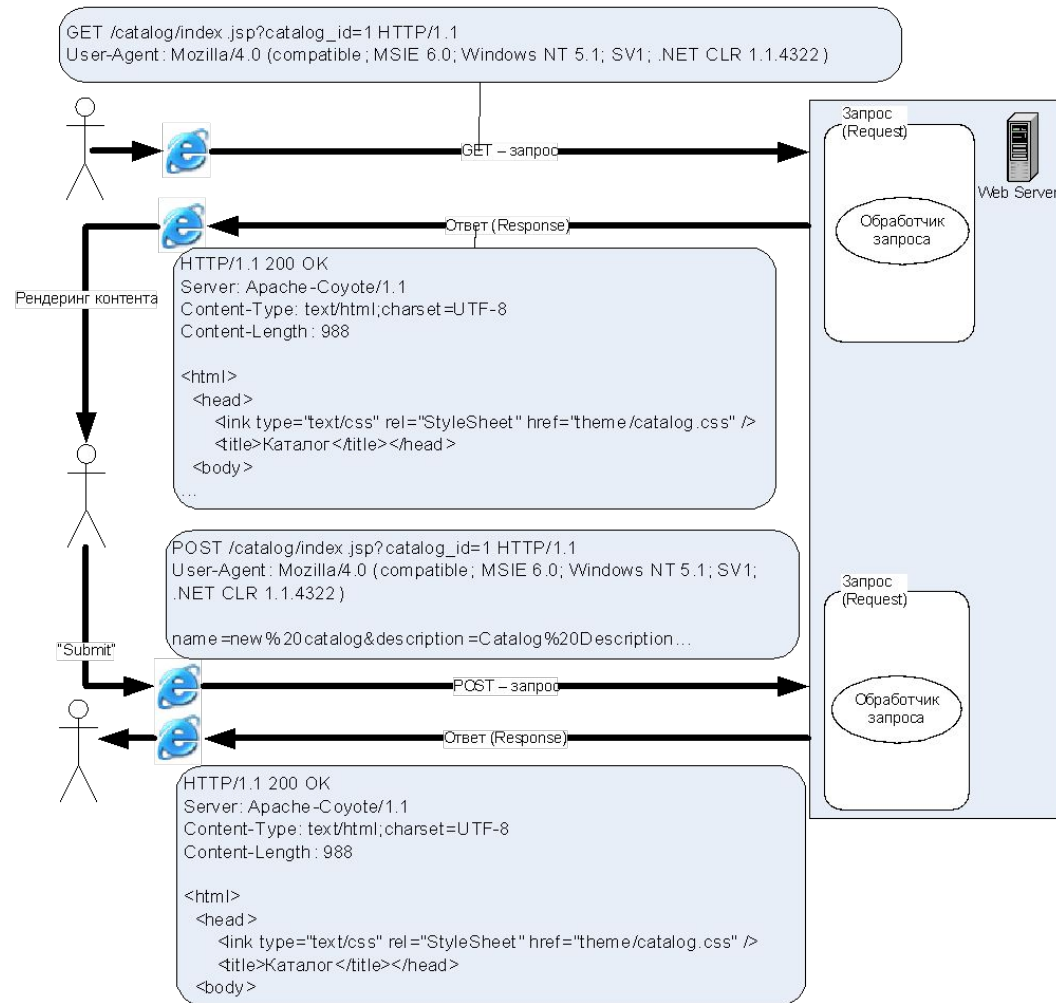 GET /catalog/index.jsp?catalog_id=1 HTTP/1.1
User-Agent: Mozilla/4.0 (compatible; MSIE 6.0; Windows NT 5.1; SV1; .NET CLR 1.1.4322)
Запрос
(Request)
GET – запрос
Web Server
Обработчик
запроса
Ответ (Response)
HTTP/1.1 200 OK
Server: Apache-Coyote/1.1
Content-Type: text/html;charset=UTF-8
Content-Length: 988
Рендеринг контента
<html>
<head>
<link type="text/css" rel="StyleSheet" href="theme/catalog.css" />
<title>Каталог</title></head>
<body>
...
POST /catalog/index.jsp?catalog_id=1 HTTP/1.1
User-Agent: Mozilla/4.0 (compatible; MSIE 6.0; Windows NT 5.1; SV1;
.NET CLR 1.1.4322)
name=new%20catalog&description=Catalog%20Description...
Запрос
(Request)
"Submit"
POST – запрос
Обработчик
запроса
Ответ (Response)
HTTP/1.1 200 OK
Server: Apache-Coyote/1.1
Content-Type: text/html;charset=UTF-8
Content-Length: 988
<html>
<head>
<link type="text/css" rel="StyleSheet" href="theme/catalog.css" />
<title>Каталог</title></head>
<body>